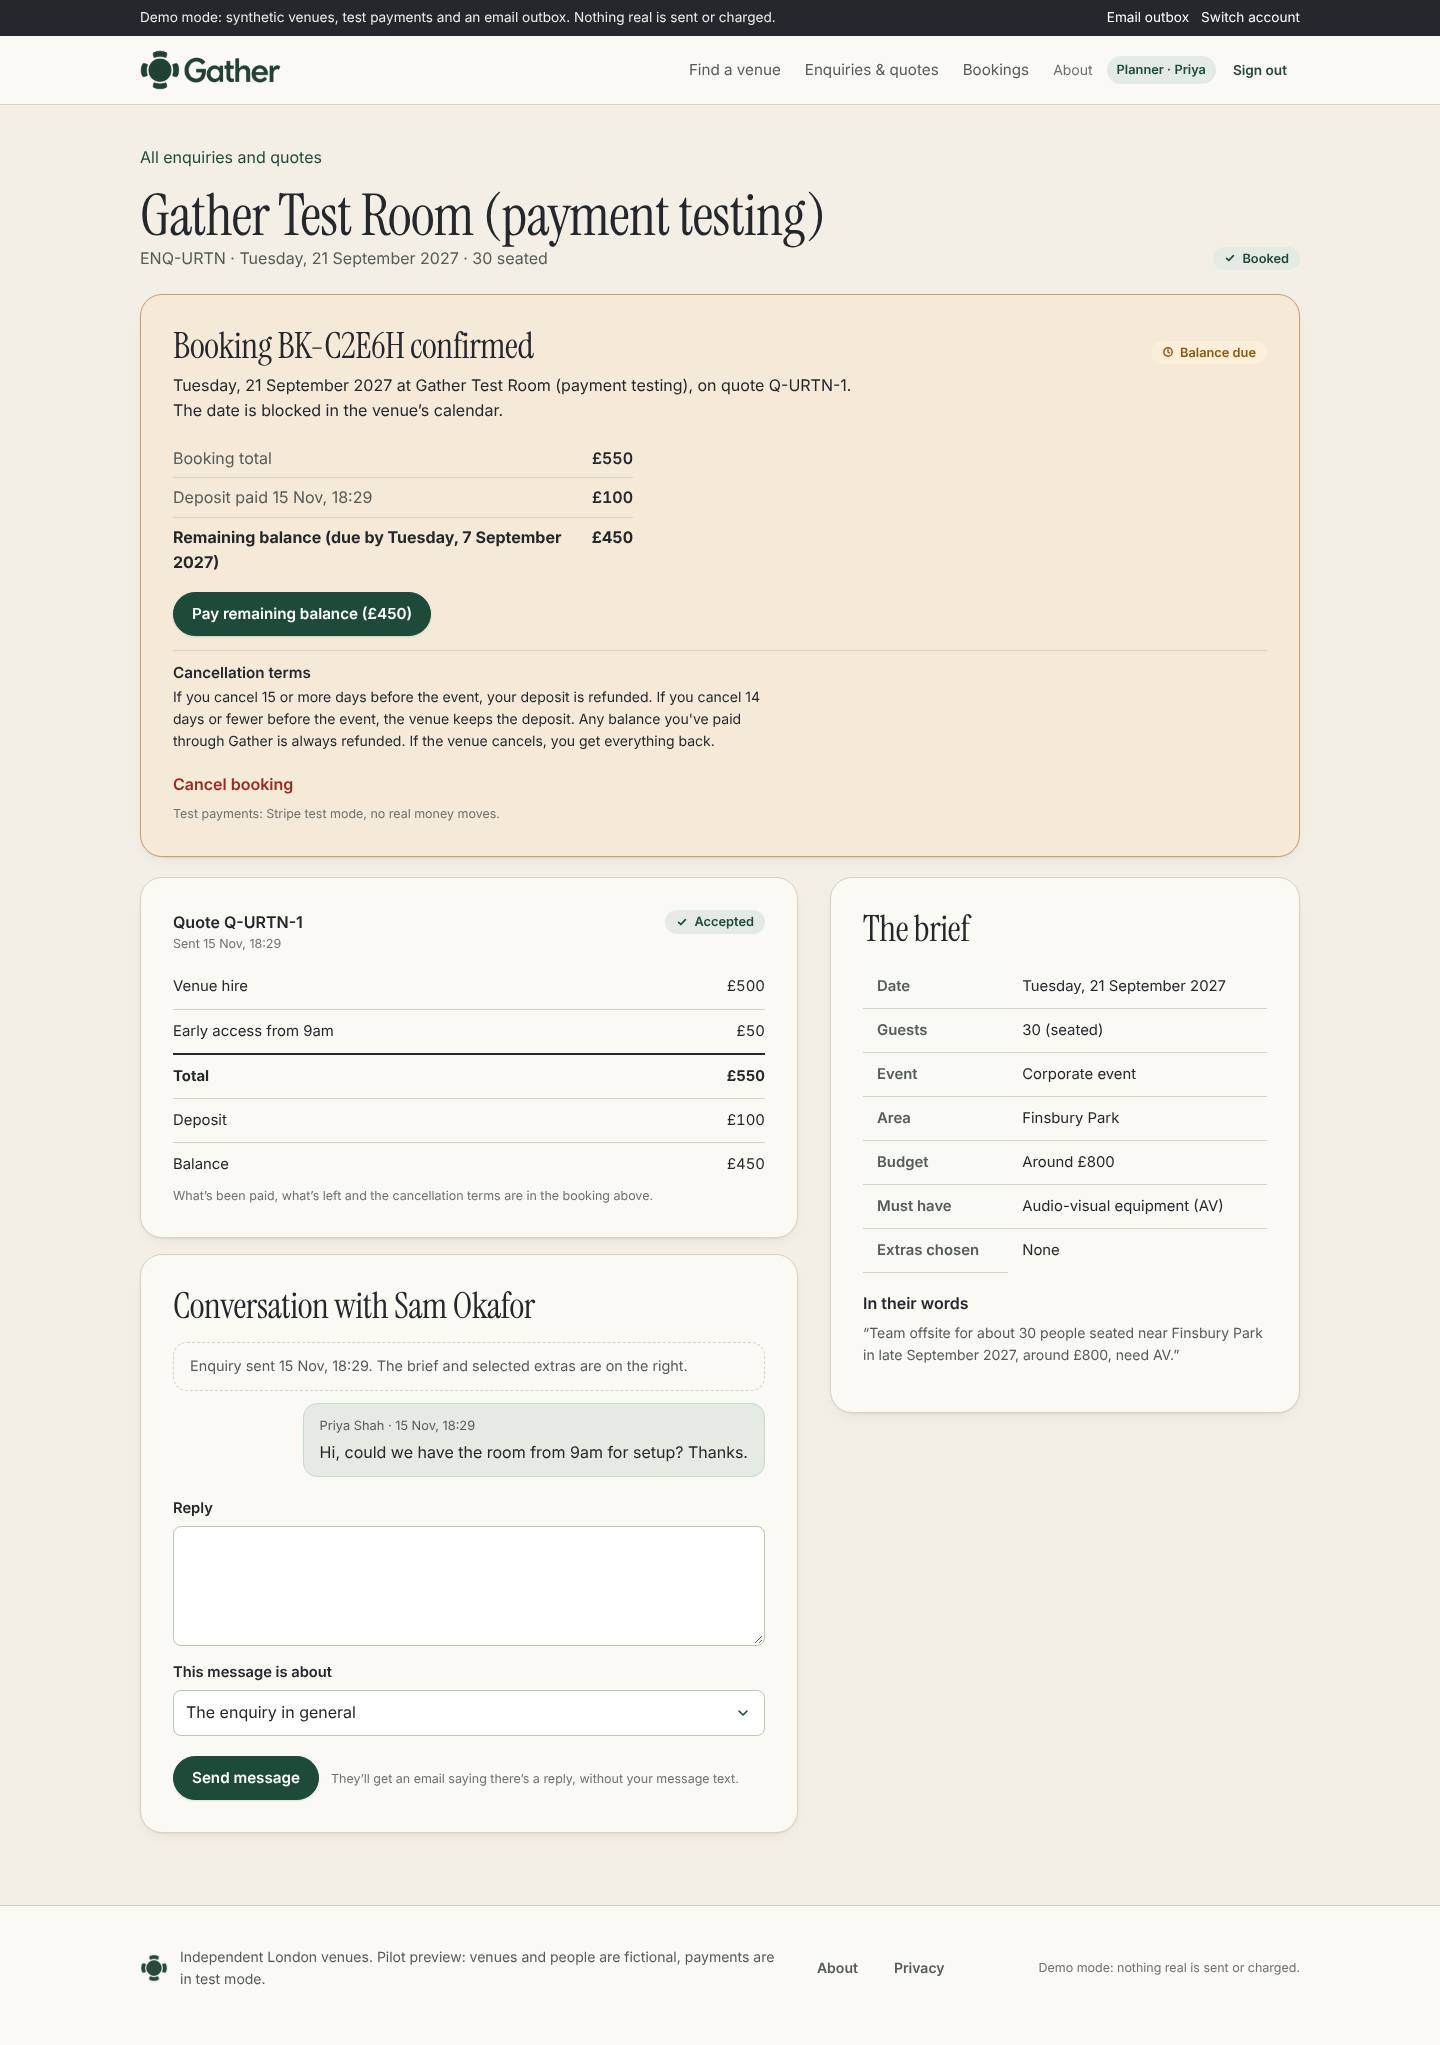 Demo mode: synthetic venues, test payments and an email outbox. Nothing real is sent or charged.
Email outbox Switch account
Gather
Find a venue Enquiries & quotes Bookings About Planner · Priya Sign out
All enquiries and quotes
Gather Test Room (payment testing)
ENQ-URTN · Tuesday, 21 September 2027 · 30 seated
Booked
Booking BK-C2E6H confirmed
Balance due
Tuesday, 21 September 2027 at Gather Test Room (payment testing), on quote Q-URTN-1.
The date is blocked in the venue’s calendar.
Booking total £550
Deposit paid 15 Nov, 18:29 £100
Remaining balance (due by Tuesday, 7 September £450
2027)
Pay remaining balance (£450)
Cancellation terms
If you cancel 15 or more days before the event, your deposit is refunded. If you cancel 14
days or fewer before the event, the venue keeps the deposit. Any balance you've paid
through Gather is always refunded. If the venue cancels, you get everything back.
Cancel booking
Test payments: Stripe test mode, no real money moves.
Quote Q-URTN-1
Accepted
Sent 15 Nov, 18:29
Venue hire £500
Early access from 9am £50
Total £550
Deposit £100
Balance £450
What’s been paid, what’s left and the cancellation terms are in the booking above.
Conversation with Sam Okafor
Enquiry sent 15 Nov, 18:29. The brief and selected extras are on the right.
Priya Shah · 15 Nov, 18:29
Hi, could we have the room from 9am for setup? Thanks.
Reply
This message is about
The enquiry in general
Send message
They’ll get an email saying there’s a reply, without your message text.
The brief
Date Tuesday, 21 September 2027
Guests 30 (seated)
Event Corporate event
Area Finsbury Park
Budget Around £800
Must have Audio-visual equipment (AV)
Extras chosen None
In their words
“Team offsite for about 30 people seated near Finsbury Park
in late September 2027, around £800, need AV.”
Independent London venues. Pilot preview: venues and people are fictional, payments are
in test mode.
About Privacy
Demo mode: nothing real is sent or charged.